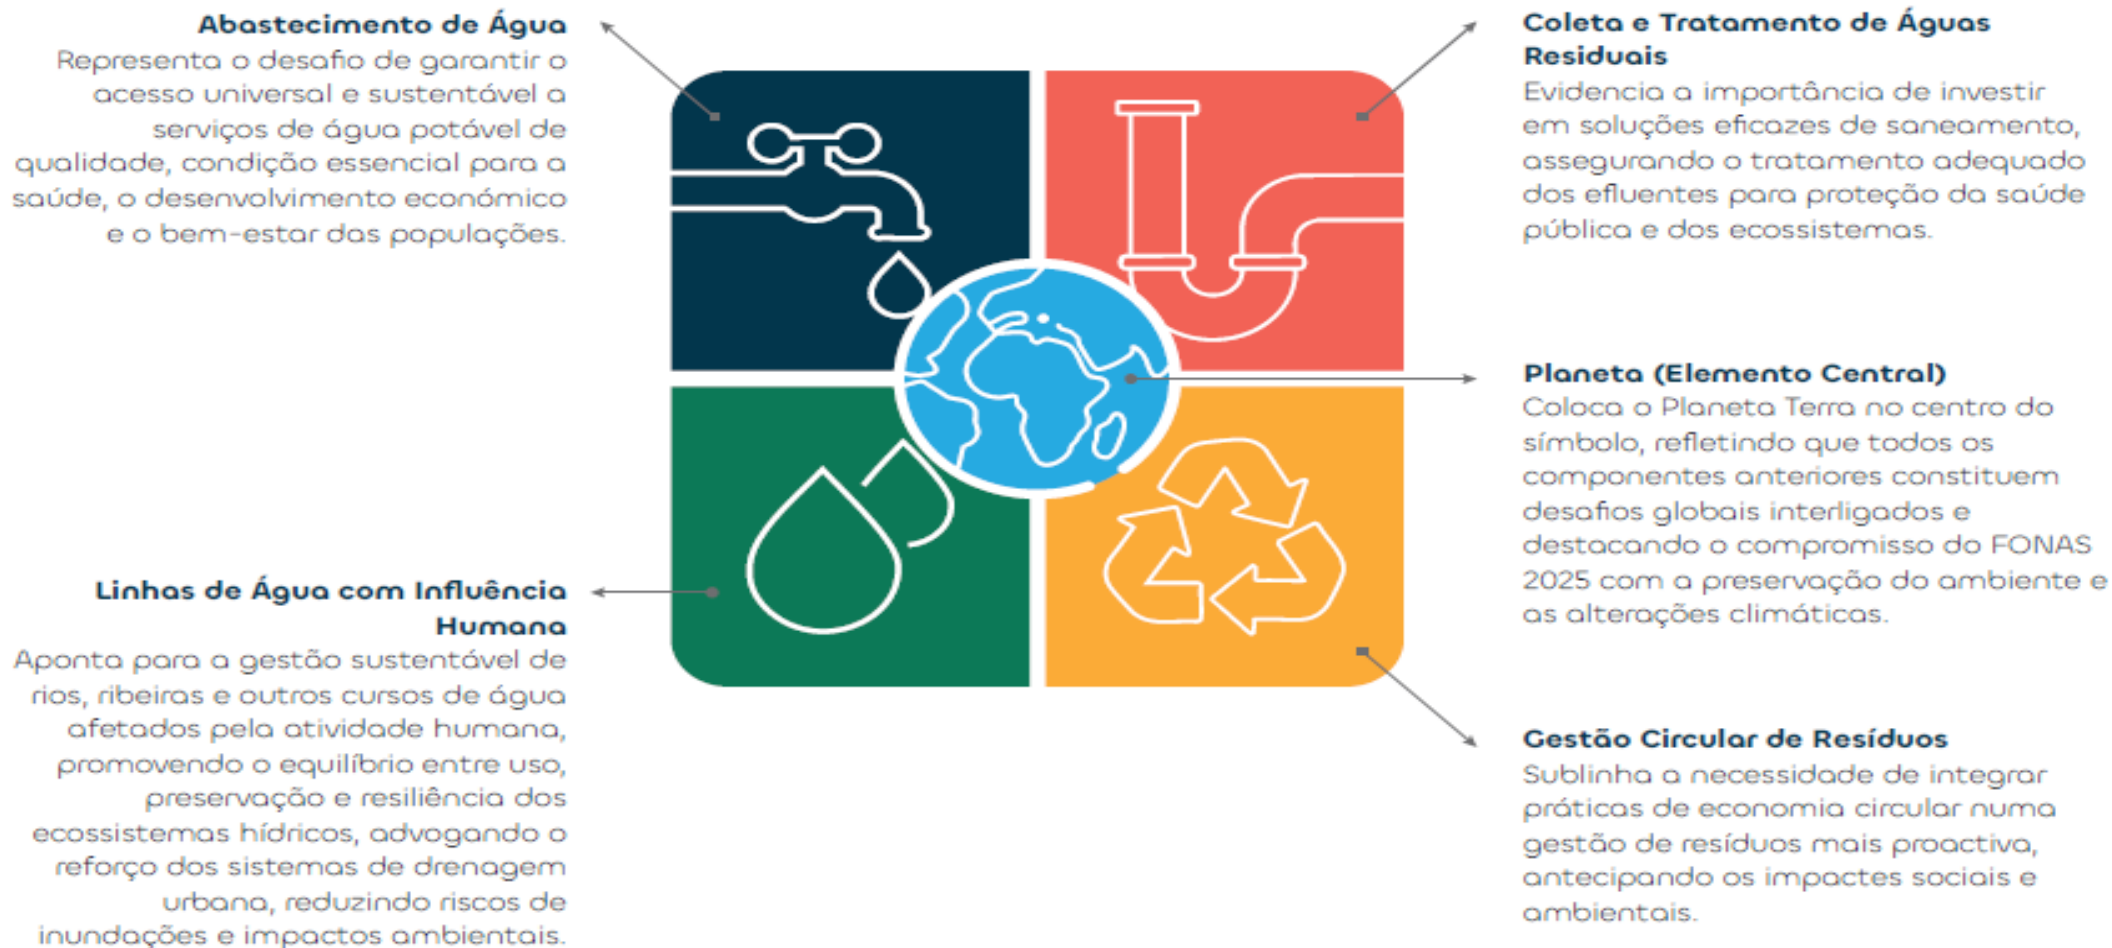 Abastecimento de Água
Representa o desafio de garantir o
acesso universal e sustentável a
serviços de água potável de
qualidade, condição essencial para a
saúde, o desenvolvimento económico
e o bem-estar das populações.
Linhas de Água com Influência
Humana
Aponta para a gestão sustentável de
rios, ribeiras e outros cursos de água
afetados pela atividade humana,
promovendo o equilíbrio entre uso,
preservação e resiliência dos
ecossistemas hídricos, advogando o
reforço dos sistemas de drenagem
urbana, reduzindo riscos de
inundações e impactos ambientais.
Coleta e Tratamento de Águas
Residuais
Evidencia a importância de investir
em soluções eficazes de saneamento,
assegurando o tratamento adequado
dos efluentes para proteção da saúde
pública e dos ecossistemas.
Planeta (Elemento Central)
Coloca o Planeta Terra no centro do
símbolo, refletindo que todos os
componentes anteriores constituem
desafios globais interligados e
destacando o compromisso do FONAS
2025 com a preservação do ambiente e
as alterações climáticas.
Gestão Circular de Resíduos
Sublinha a necessidade de integrar
práticas de economia circular numa
gestão de resíduos mais proactiva,
antecipando os impactes sociais e
ambientais.